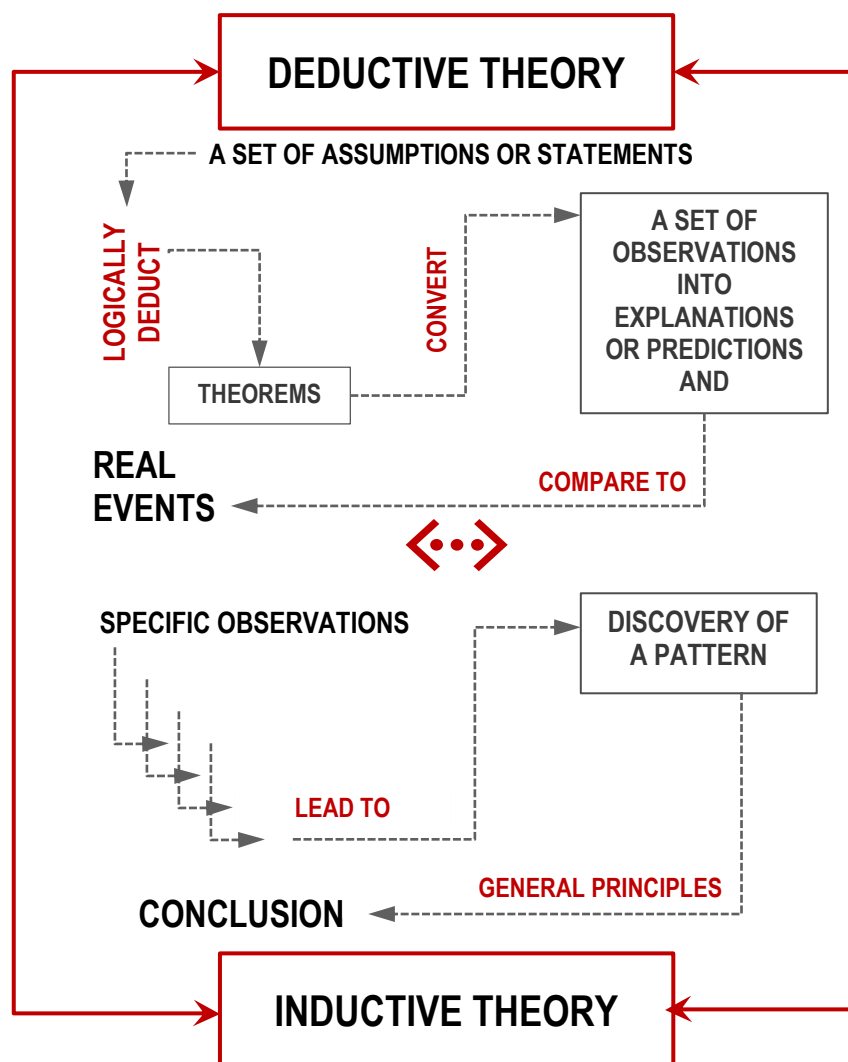 DEDUCTIVE THEORY
A SET OF ASSUMPTIONS OR STATEMENTS
LOGICALLY
DEDUCT
THEOREMS
CONVERT
A SET OF
OBSERVATIONS
INTO
EXPLANATIONS
OR PREDICTIONS
AND
COMPARE TO
REAL
EVENTS
SPECIFIC OBSERVATIONS
LEAD TO
DISCOVERY OF
A PATTERN
GENERAL PRINCIPLES
CONCLUSION
INDUCTIVE THEORY